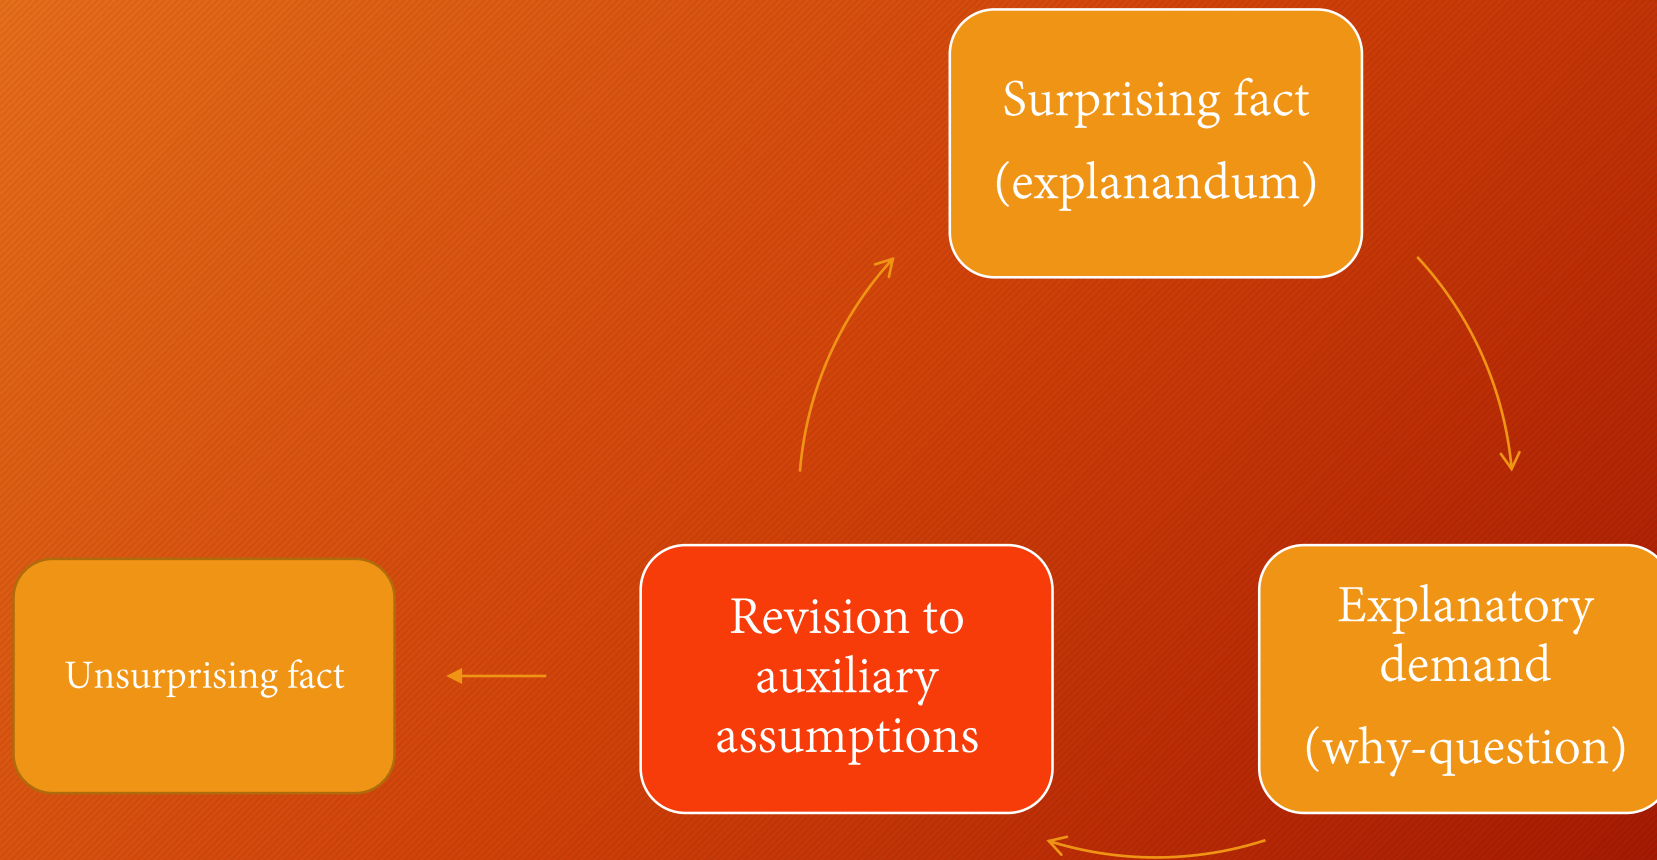 Surprising fact
(explanandum)
Unsurprising fact
Revision to
auxiliary
assumptions
Explanatory
demand
(why-question)